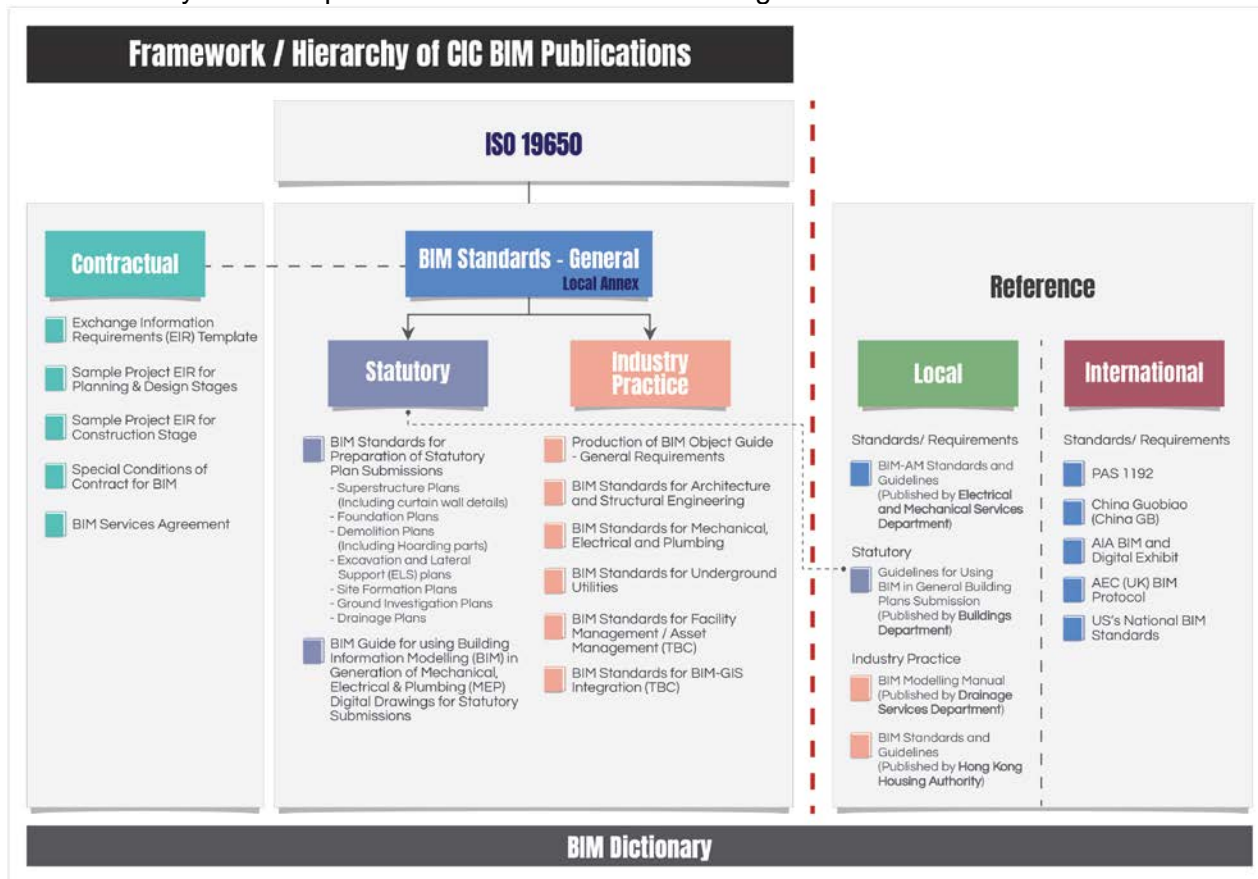 Framework / Hierarchy of CIC BIM Publications
ISO 19650
Contractual
Exchange Information
Requirements (EIR) Template
Sample Project EIR for
Planning & Design Stages
Sample Project EIR for
Construction Stage
Special Conditions of
Contract for BIM
BIM Services Agreement
BIM Standards - General
Local Annex
Statutory
BIM Standards for
Preparation of Statutory
Plan Submissions
- Superstructure Plans
(Including curtain wall details)
- Foundation Plans
- Demolition Plans
(Including Hoarding parts)
- Excavation and Lateral
Support (ELS) plans
- Site Formation Plans
- Ground Investigation Plans
- Drainage Plans
BIM Guide for using Building
Information Modelling (BIM) in
Generation of Mechanical,
Electrical & Plumbing (MEP)
Digital Drawings for Statutory
Submissions
Industry
Practice
Production of BIM Object Guide
- General Requirements
BIM Standards for Architecture
and Structural Engineering
BIM Standards for Mechanical,
Electrical and Plumbing
BIM Standards for Underground
Utilities
BIM Standards for Facility
Management / Asset
Management (TBC)
BIM Standards for BIM-GIS
Integration (TBC)
Reference
Local
Standards/ Requirements
BIM-AM Standards and
Guidelines
(Published by Electrical
and Mechanical Services
Department)
Statutory
Guidelines for Using
BIM in General Building
Plans Submission
(Published by Buildings
Department)
Industry Practice
BIM Modelling Manual
(Published by Drainage
Services Department)
BIM Standards and
Guidelines
(Published by Hong Kong
Housing Authority)
International
Standards/ Requirements
PAS 1192
China Guobiao
(China GB)
AIA BIM and
Digital Exhibit
AEC (UK) BIM
Protocol
US's National BIM
Standards
BIM Dictionary